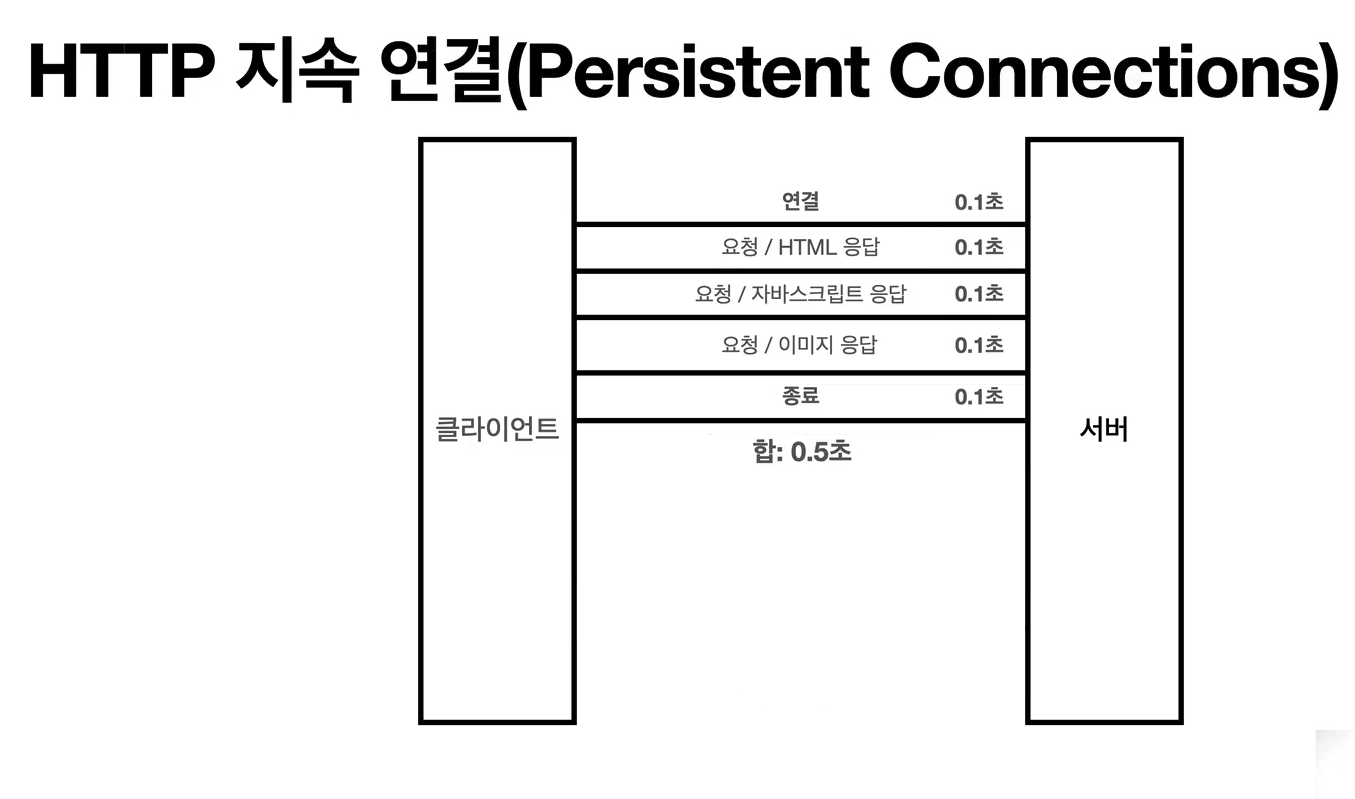 HTTP 지속 연결(Persistent Connections)
연결 0.1초
요청 / HTML 응답 0.1초
요청 / 자바스크립트 응답 0.1초
요청 / 이미지 응답 0.1초
종료 0.1초
클라이언트
서버
합: 0.5초